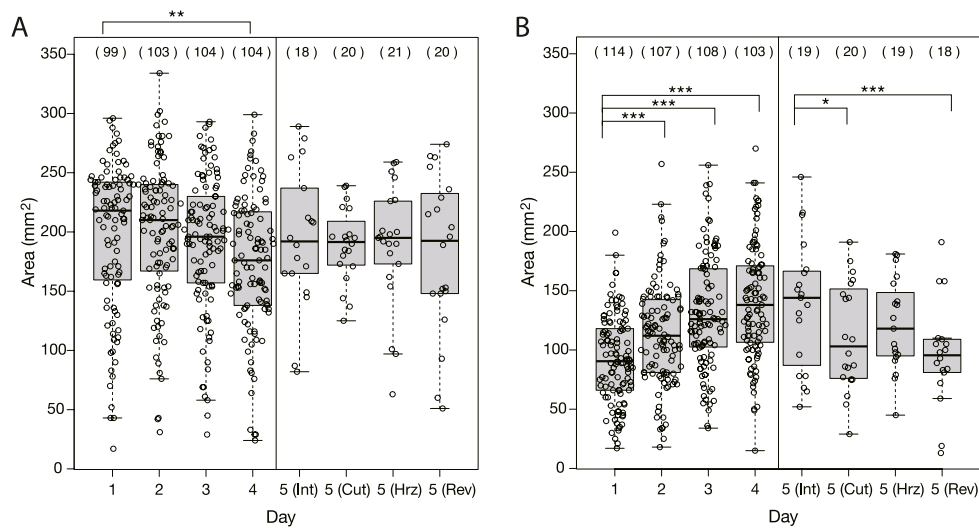 A
**
( 99 ) ( 103 ) ( 104 ) ( 104 ) ( 18 ) ( 20 ) ( 21 ) ( 20 )
350
300
250
200
150
100
50
0
Area (mm²)
1 2 3 4 5 (Int) 5 (Cut) 5 (Hrz) 5 (Rev)
Day
B
( 114 ) ( 107 ) ( 108 ) ( 103 ) ( 19 ) ( 20 ) ( 19 ) ( 18 )
***
***
***
***
*
350
300
250
200
150
100
50
0
Area (mm²)
1 2 3 4 5 (Int) 5 (Cut) 5 (Hrz) 5 (Rev)
Day